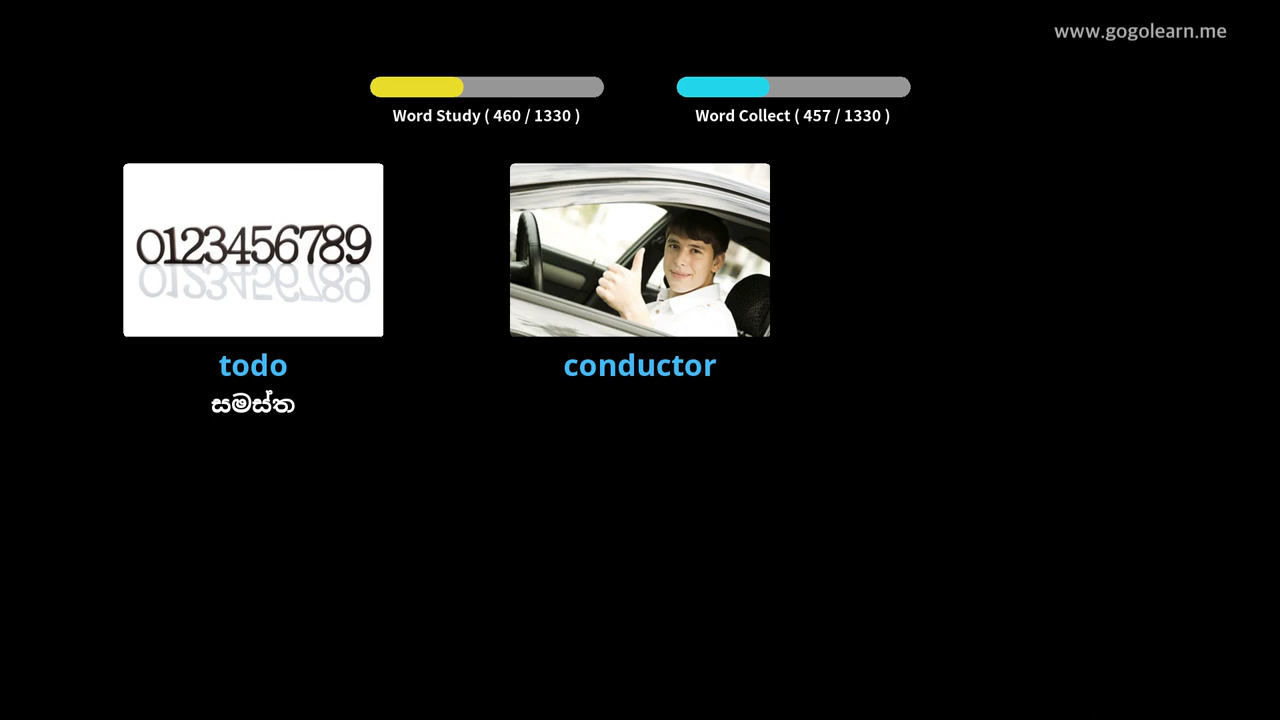 www.gogolearn.me
Word Study ( 460 / 1330 )
Word Collect ( 457 / 1330 )
0123456789
todo
conductor
සමස්ත